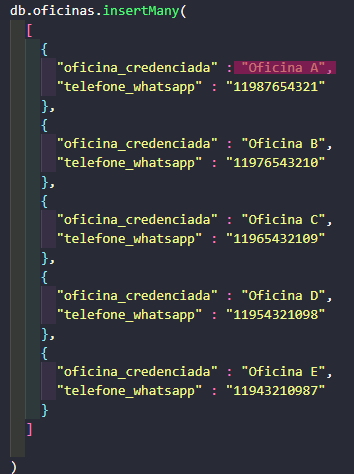 db.oficinas.insertMany(
[
{
"oficina_credenciada" : "Oficina A",
"telefone_whatsapp" : "11987654321"
},
{
"oficina_credenciada" : "Oficina B",
"telefone_whatsapp" : "11976543210"
},
{
"oficina_credenciada" : "Oficina C",
"telefone_whatsapp" : "11965432109"
},
{
"oficina_credenciada" : "Oficina D",
"telefone_whatsapp" : "11954321098"
},
{
"oficina_credenciada" : "Oficina E",
"telefone_whatsapp" : "11943210987"
}
]
)